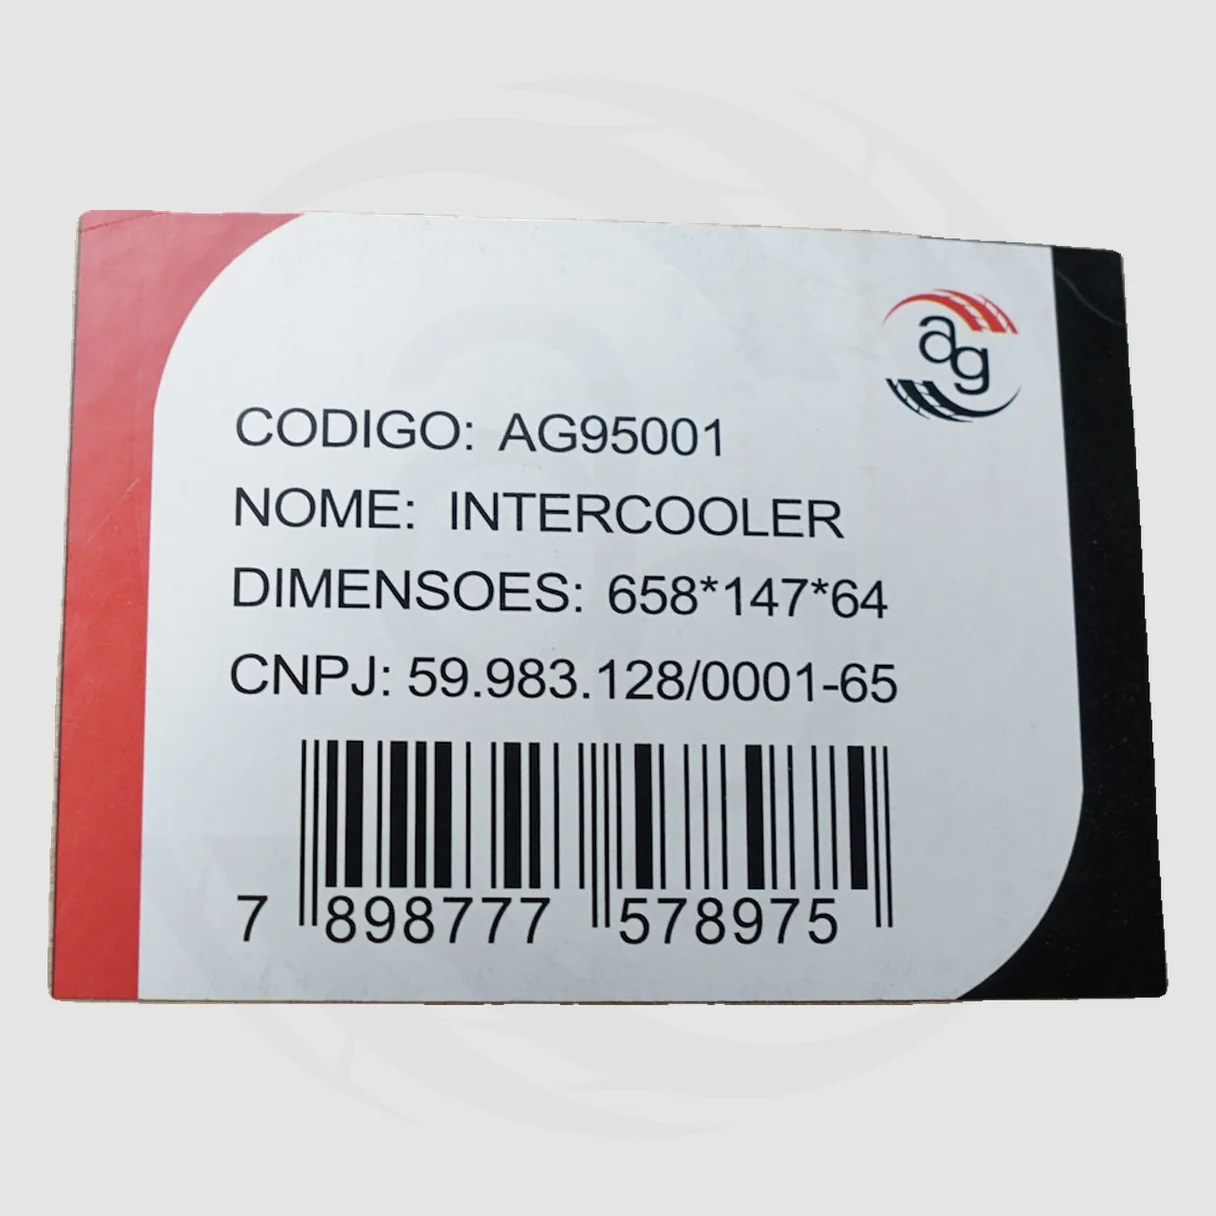 ag
CODIGO: AG95001
NOME: INTERCOOLER
DIMENSOES: 658*147*64
CNPJ: 59.983.128/0001-65
7 898777 578975